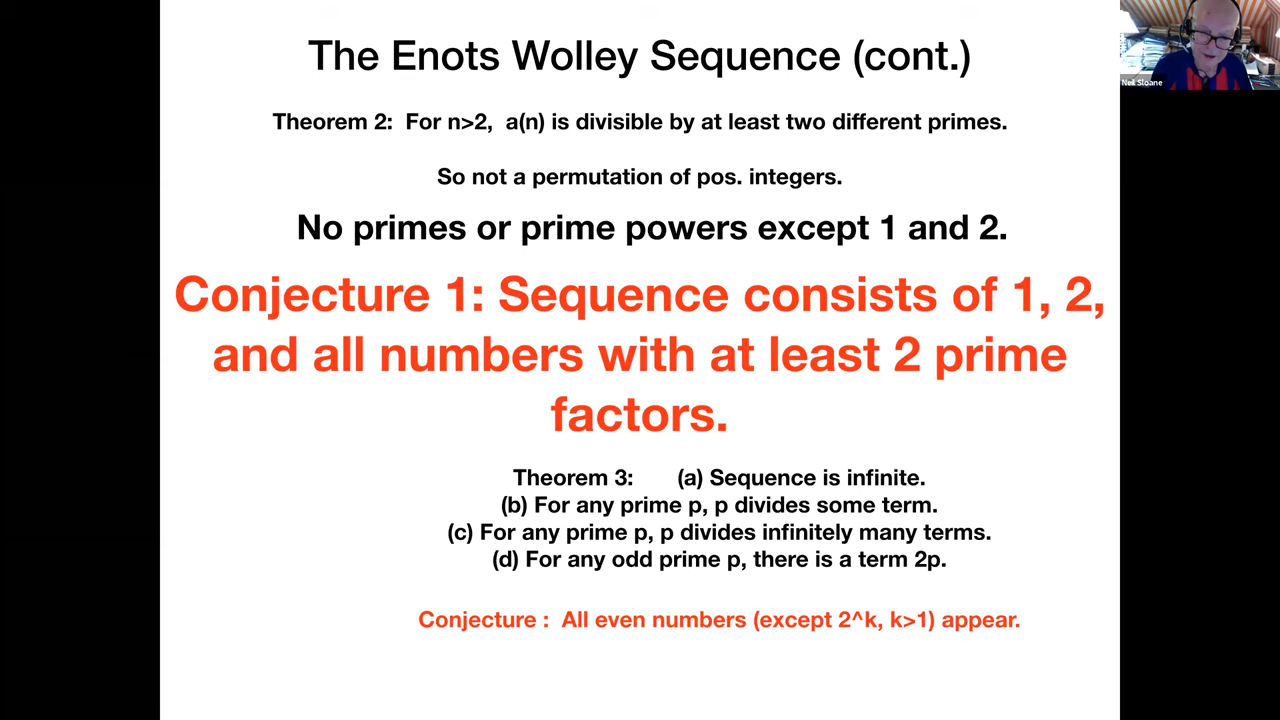 The Enots Wolley Sequence (cont.)
Theorem 2: For n>2, a(n) is divisible by at least two different primes.
So not a permutation of pos. integers.
No primes or prime powers except 1 and 2.
Conjecture 1: Sequence consists of 1, 2,
and all numbers with at least 2 prime
factors.
Theorem 3: (a) Sequence is infinite.
(b) For any prime p, p divides some term.
(c) For any prime p, p divides infinitely many terms.
(d) For any odd prime p, there is a term 2p.
Conjecture : All even numbers (except 2^k, k>1) appear.
Neil Sloane